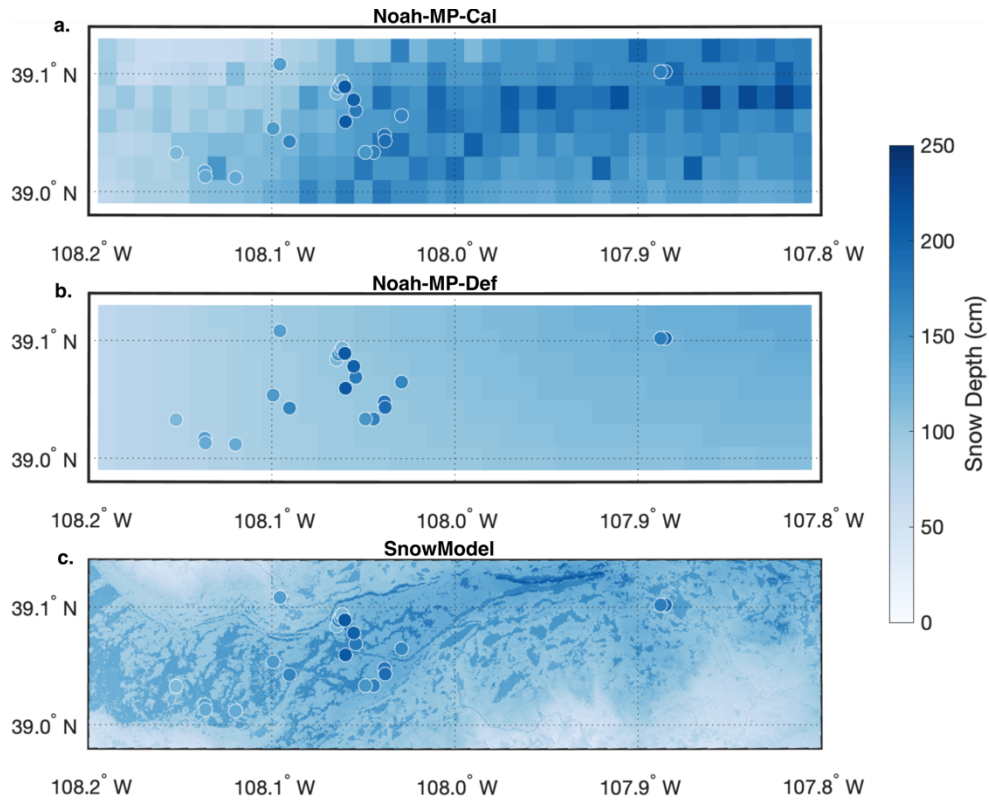 a. Noah-MP-Cal
39.1° N
39.0° N
108.2° W 108.1° W 108.0° W 107.9° W 107.8° W
b. Noah-MP-Def
39.1° N
39.0° N
108.2° W 108.1° W 108.0° W 107.9° W 107.8° W
c. SnowModel
39.1° N
39.0° N
108.2° W 108.1° W 108.0° W 107.9° W 107.8° W
250
200
150
100
50
0
Snow Depth (cm)